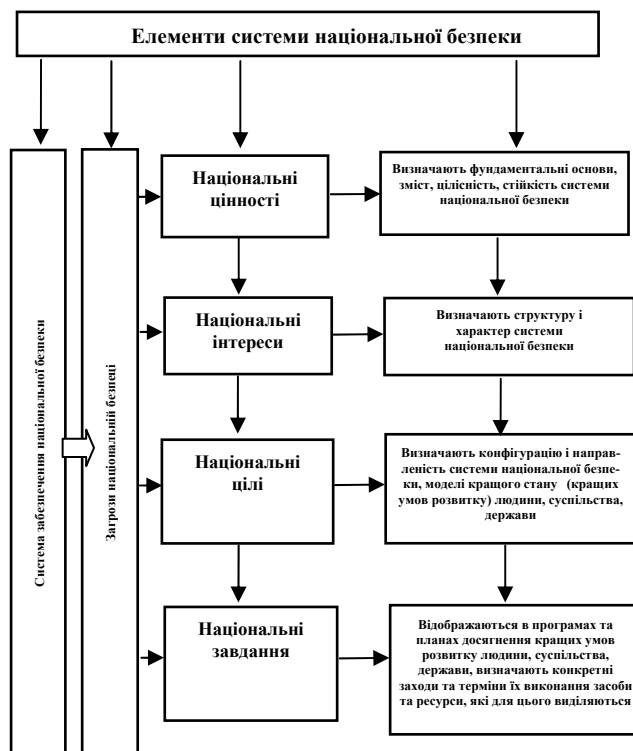 Елементи системи національної безпеки
Система забезпечення національної безпеки
Загрози національній безпеці
Національні
цінності
Визначають фундаментальні основи,
зміст, цілісність, стійкість системи
національної безпеки
Національні
інтереси
Визначають структуру і
характер системи
національної безпеки
Національні
цілі
Визначають конфігурацію і направ-
леність системи національної безпе-
ки, моделі кращого стану (кращих
умов розвитку) людини, суспільства,
держави
Національні
завдання
Відображаються в програмах та
планах досягнення кращих умов
розвитку людини, суспільства,
держави, визначають конкретні
заходи та терміни їх виконання засоби
та ресурси, які для цього виділяються